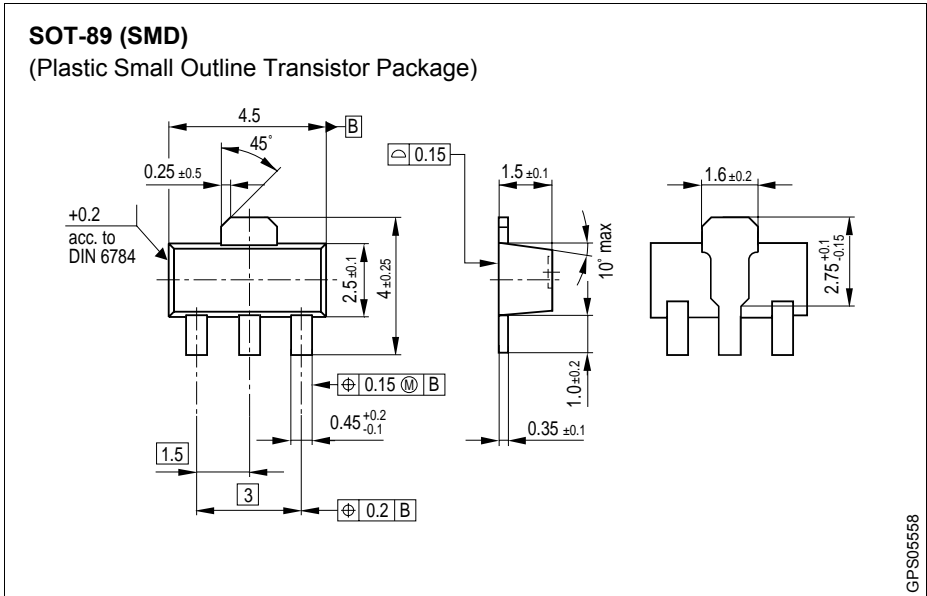 SOT-89 (SMD)
(Plastic Small Outline Transistor Package)
4.5
B
45°
0.25 ±0.5
+0.2
acc. to
DIN 6784
2.5 ±0.1
4 ±0.25
⌖ 0.15 Ⓜ B
0.45 +0.2 -0.1
1.5
3
⌖ 0.2 B
⌓ 0.15
1.5 ±0.1
10° max
1.0 ±0.2
0.35 ±0.1
1.6 ±0.2
2.75 +0.1 -0.15
GPS05558